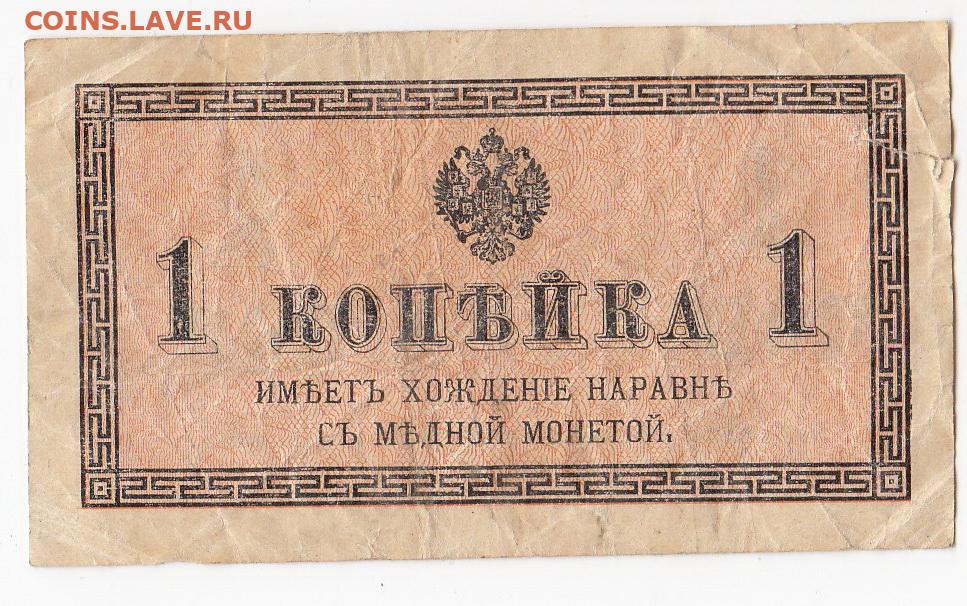 COINS.LAVE.RU
1 КОПѢЙКА 1
ИМѢЕТЪ ХОЖДЕНІЕ НАРАВНѢ
СЪ МѢДНОЙ МОНЕТОЙ.